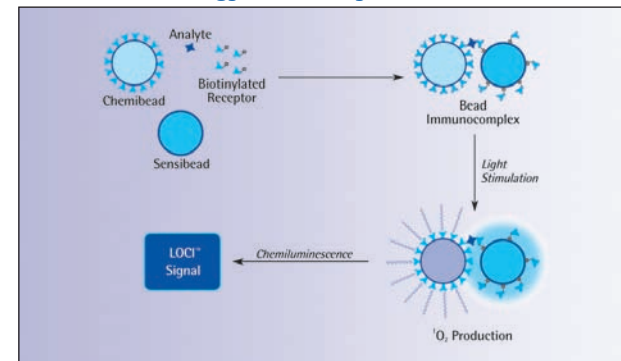 Analyte
Biotinylated
Receptor
Chemibead
Sensibead
Bead
Immunocomplex
Light
Stimulation
LOCI™
Signal
Chemiluminescence
¹O₂ Production